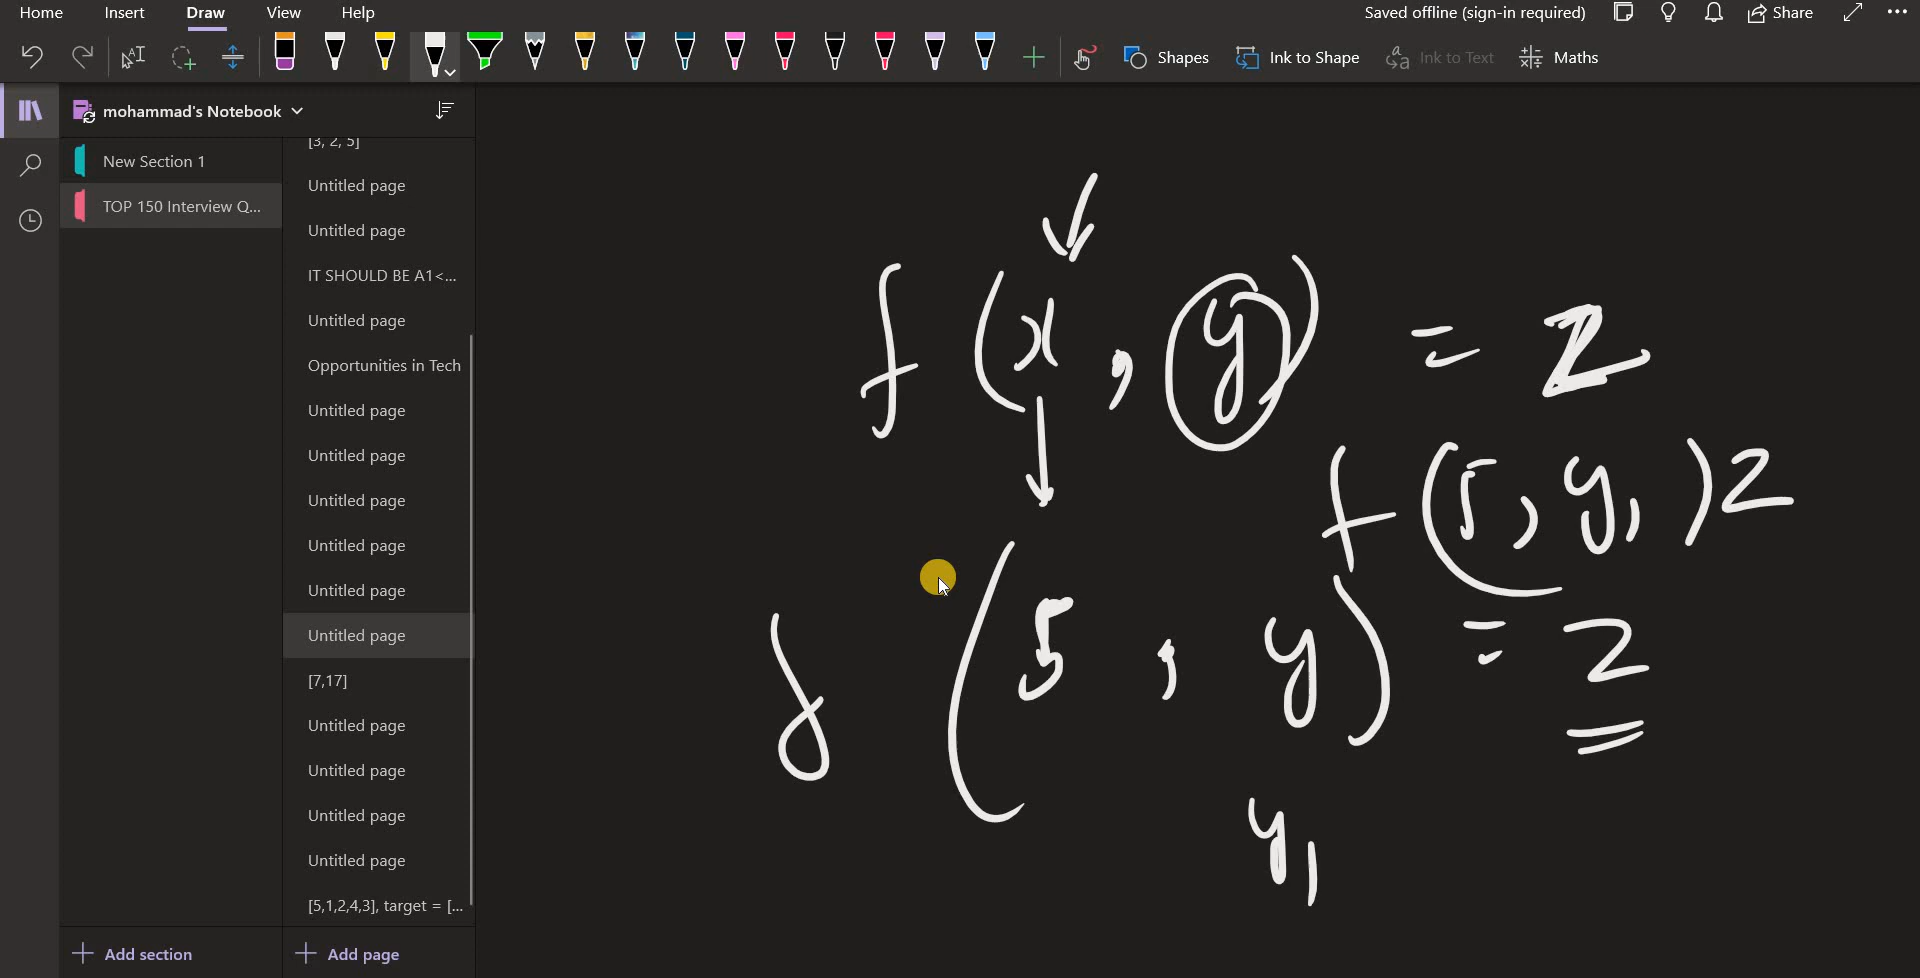 Home Insert Draw View Help Saved offline (sign-in required) Share
Shapes Ink to Shape Ink to Text Maths
mohammad's Notebook
New Section 1
TOP 150 Interview Q...
[3, 2, 5]
Untitled page
Untitled page
IT SHOULD BE A1<...
Untitled page
Opportunities in Tech
Untitled page
Untitled page
Untitled page
Untitled page
Untitled page
Untitled page
[7,17]
Untitled page
Untitled page
Untitled page
Untitled page
[5,1,2,4,3], target = [...
Add section
Add page
f (x , y) = z
f (5, y1) z
f (5 , y) = z
y1